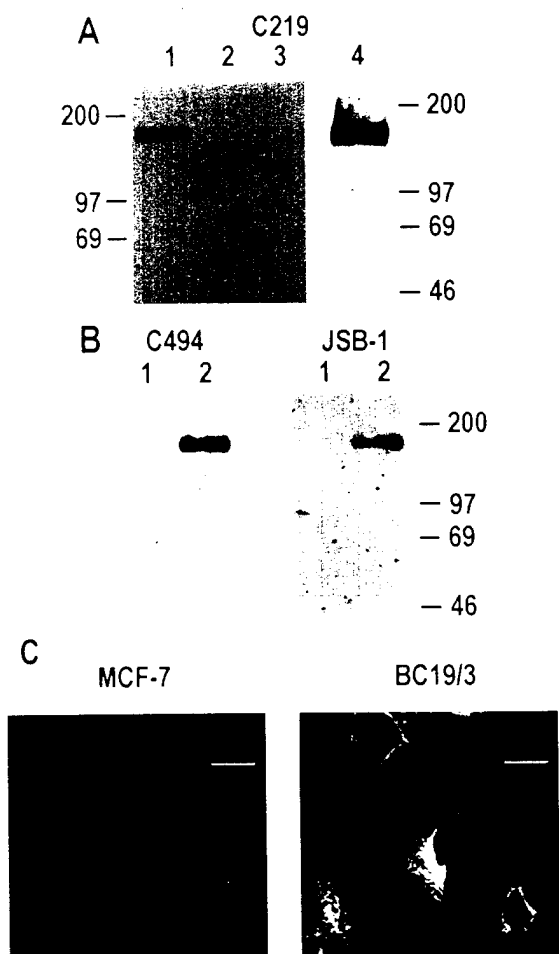 A C219
1 2 3 4
200 — — 200
97 — — 97
69 — — 69
— 46
B C494 JSB-1
1 2 1 2
— 200
— 97
— 69
— 46
C
MCF-7 BC19/3